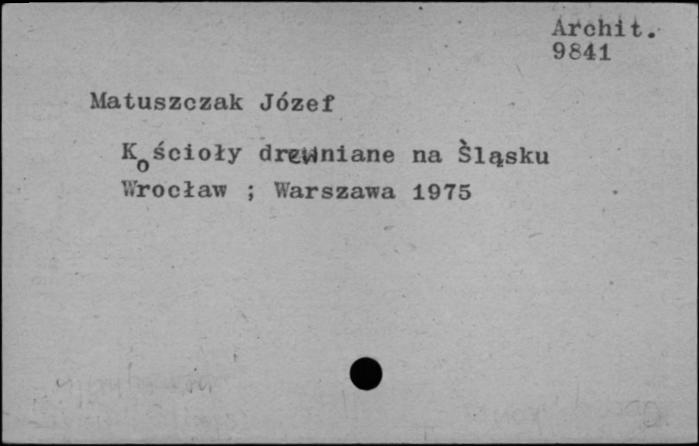 Archit.
9841
Matuszczak Józef
Kościoły drewniane na Śląsku
Wrocław ; Warszawa 1975